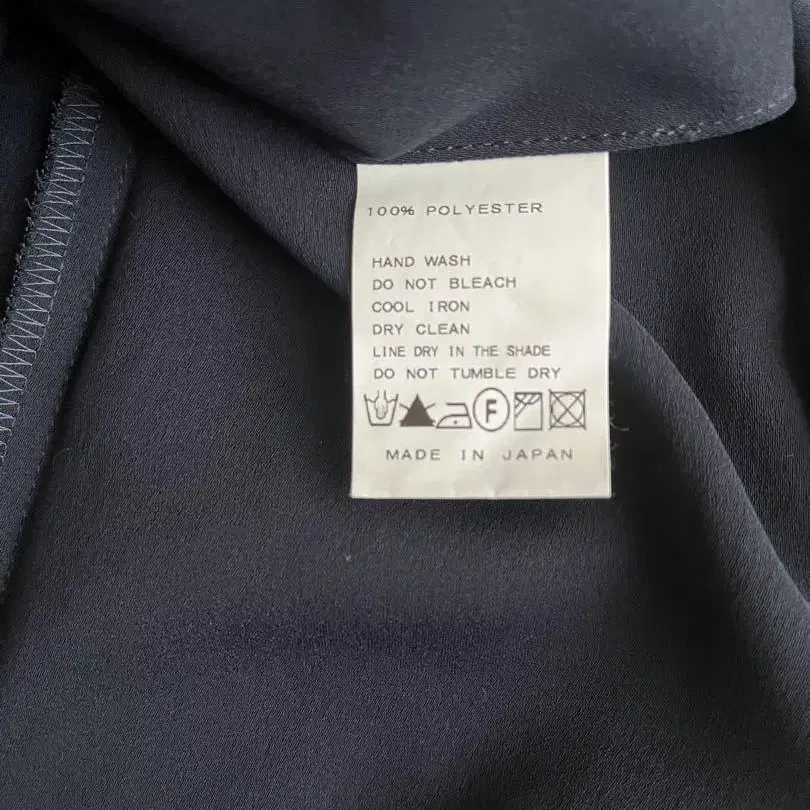 100% POLYESTER
HAND WASH
DO NOT BLEACH
COOL IRON
DRY CLEAN
LINE DRY IN THE SHADE
DO NOT TUMBLE DRY
F
MADE IN JAPAN